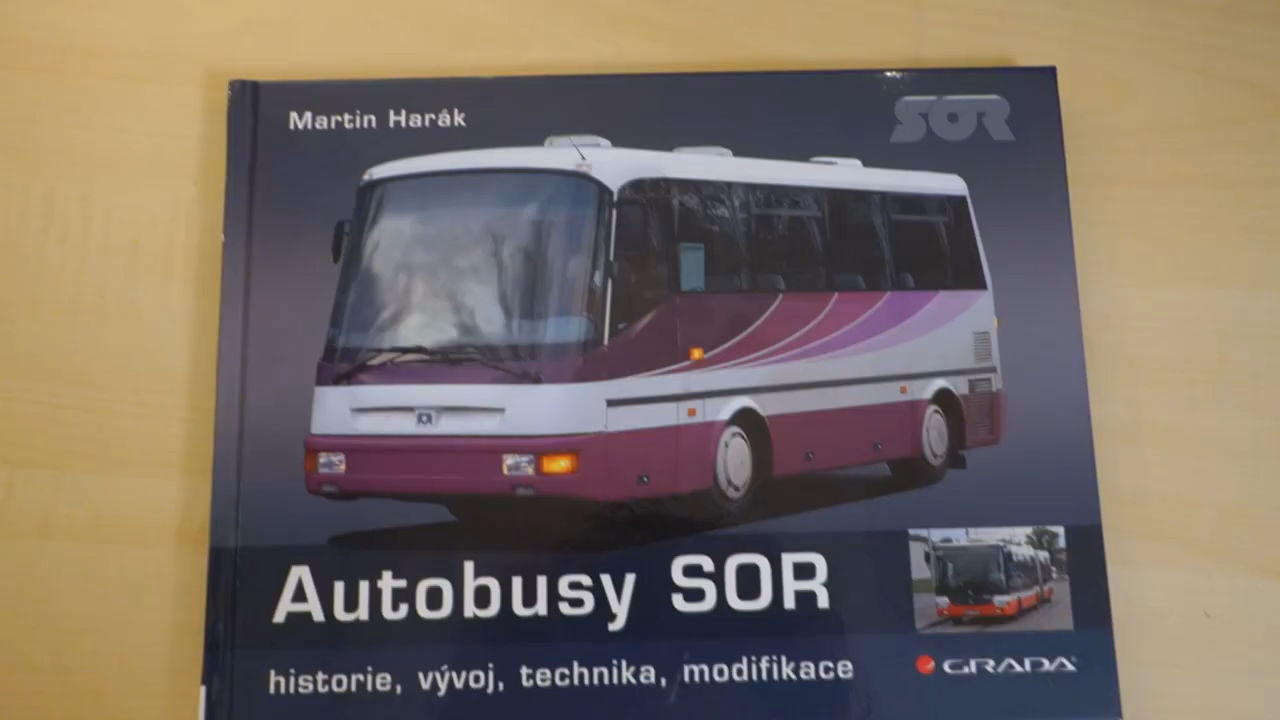 Martin Harák
SOR
Autobusy SOR
historie, vývoj, technika, modifikace
GRADA